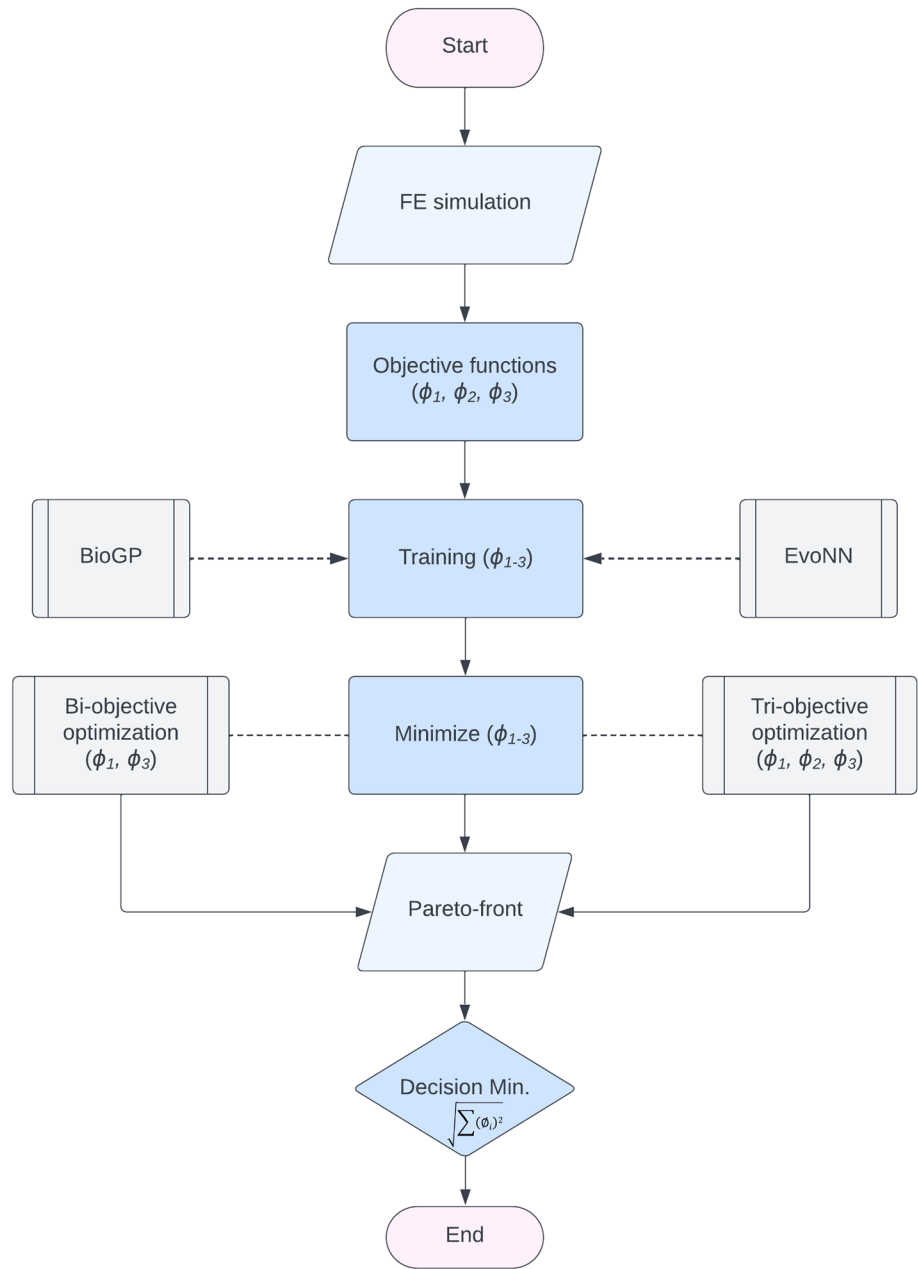 Start
FE simulation
Objective functions
(ϕ₁, ϕ₂, ϕ₃)
BioGP
Training (ϕ₁₋₃)
EvoNN
Bi-objective
optimization
(ϕ₁, ϕ₃)
Minimize (ϕ₁₋₃)
Tri-objective
optimization
(ϕ₁, ϕ₂, ϕ₃)
Pareto-front
Decision Min.
√∑(ø_i)²
End